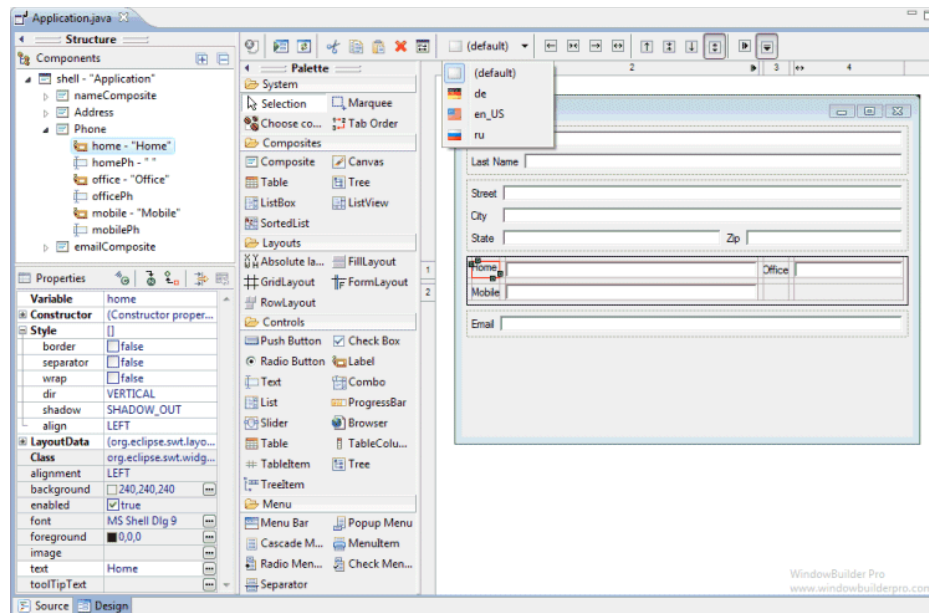 Application.java
Structure
Components
shell - "Application"
nameComposite
Address
Phone
home - "Home"
homePh - " "
office - "Office"
officePh
mobile - "Mobile"
mobilePh
emailComposite
Properties
Variable home
Constructor (Constructor proper...
Style []
border false
separator false
wrap false
dir VERTICAL
shadow SHADOW_OUT
align LEFT
LayoutData (org.eclipse.swt.layo...
Class org.eclipse.swt.widg...
alignment LEFT
background 240,240,240
enabled true
font MS Shell Dlg 9
foreground 0,0,0
image
text Home
toolTipText
Source Design
Palette
System
Selection Marquee
Choose co... Tab Order
Composites
Composite Canvas
Table Tree
ListBox ListView
SortedList
Layouts
Absolute la... FillLayout
GridLayout FormLayout
RowLayout
Controls
Push Button Check Box
Radio Button Label
Text Combo
List ProgressBar
Slider Browser
Table TableColu...
TableItem Tree
TreeItem
Menu
Menu Bar Popup Menu
Cascade M... MenuItem
Radio Men... Check Men...
Separator
(default)
(default)
de
en_US
ru
2 3 4
1
2
Last Name
Street
City
State Zip
Home Office
Mobile
Email
WindowBuilder Pro
www.windowbuilderpro.com